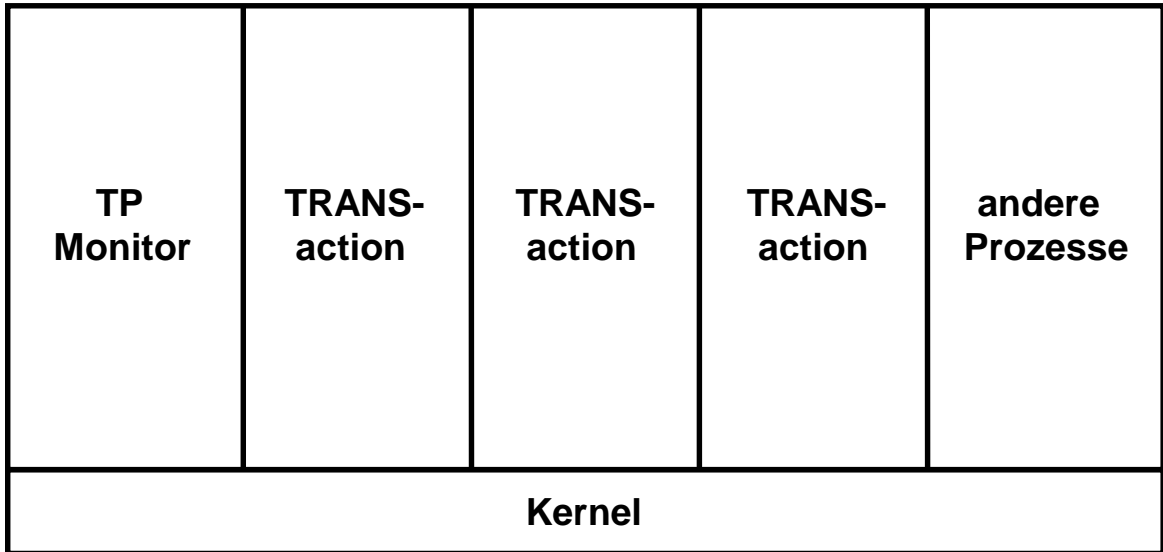 TP
Monitor
TRANS-
action
TRANS-
action
TRANS-
action
andere
Prozesse
Kernel